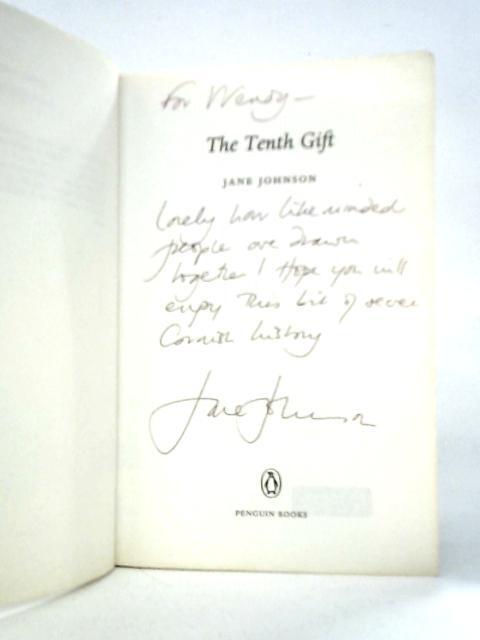 For Wendy —
The Tenth Gift
JANE JOHNSON
Lovely how like minded
people are drawn
together! Hope you will
enjoy this bit of
Cornish history
Jane Johnson
PENGUIN BOOKS